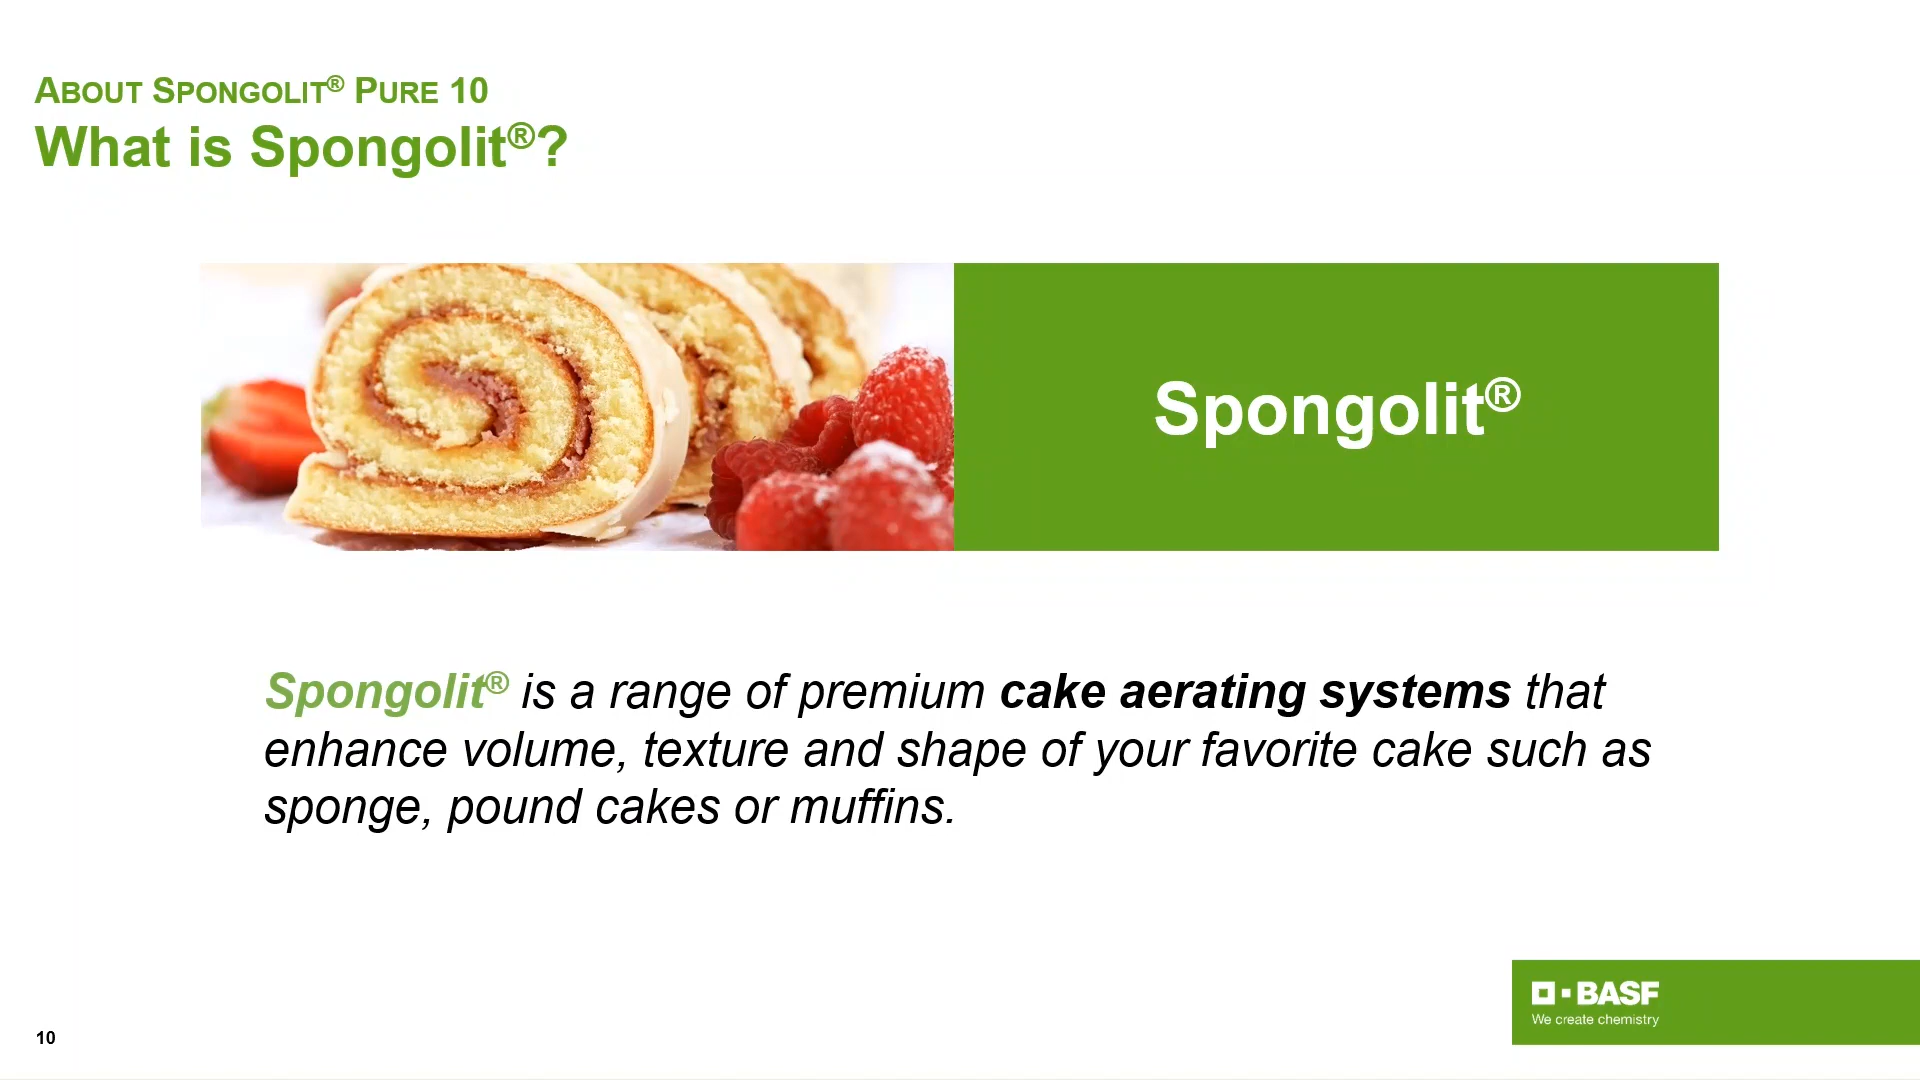 ABOUT SPONGOLIT® PURE 10
What is Spongolit®?
Spongolit®
Spongolit® is a range of premium cake aerating systems that
enhance volume, texture and shape of your favorite cake such as
sponge, pound cakes or muffins.
BASF
We create chemistry
10